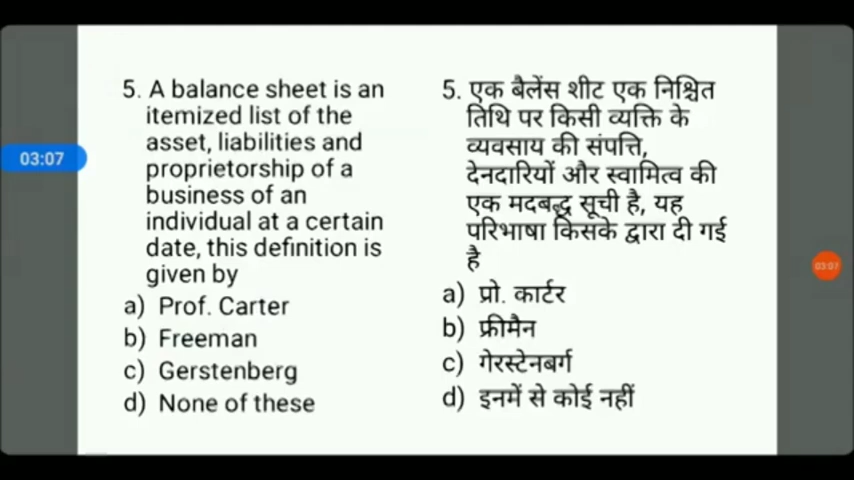 5. A balance sheet is an
itemized list of the
asset, liabilities and
proprietorship of a
business of an
individual at a certain
date, this definition is
given by
a) Prof. Carter
b) Freeman
c) Gerstenberg
d) None of these
5. एक बैलेंस शीट एक निश्चित
तिथि पर किसी व्यक्ति के
व्यवसाय की संपत्ति,
देनदारियों और स्वामित्व की
एक मदबद्ध सूची है, यह
परिभाषा किसके द्वारा दी गई
है
a) प्रो. कार्टर
b) फ्रीमैन
c) गेरस्टेनबर्ग
d) इनमें से कोई नहीं
03:07
03:07